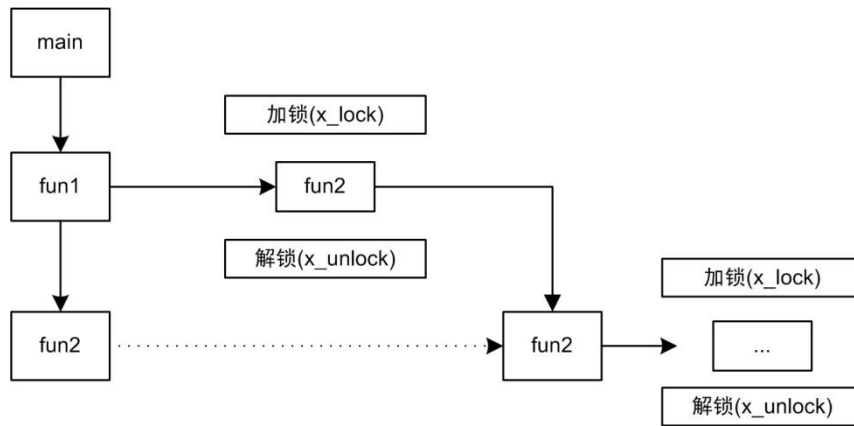 main
加锁(x_lock)
fun1
fun2
解锁(x_unlock)
加锁(x_lock)
fun2
fun2
...
解锁(x_unlock)